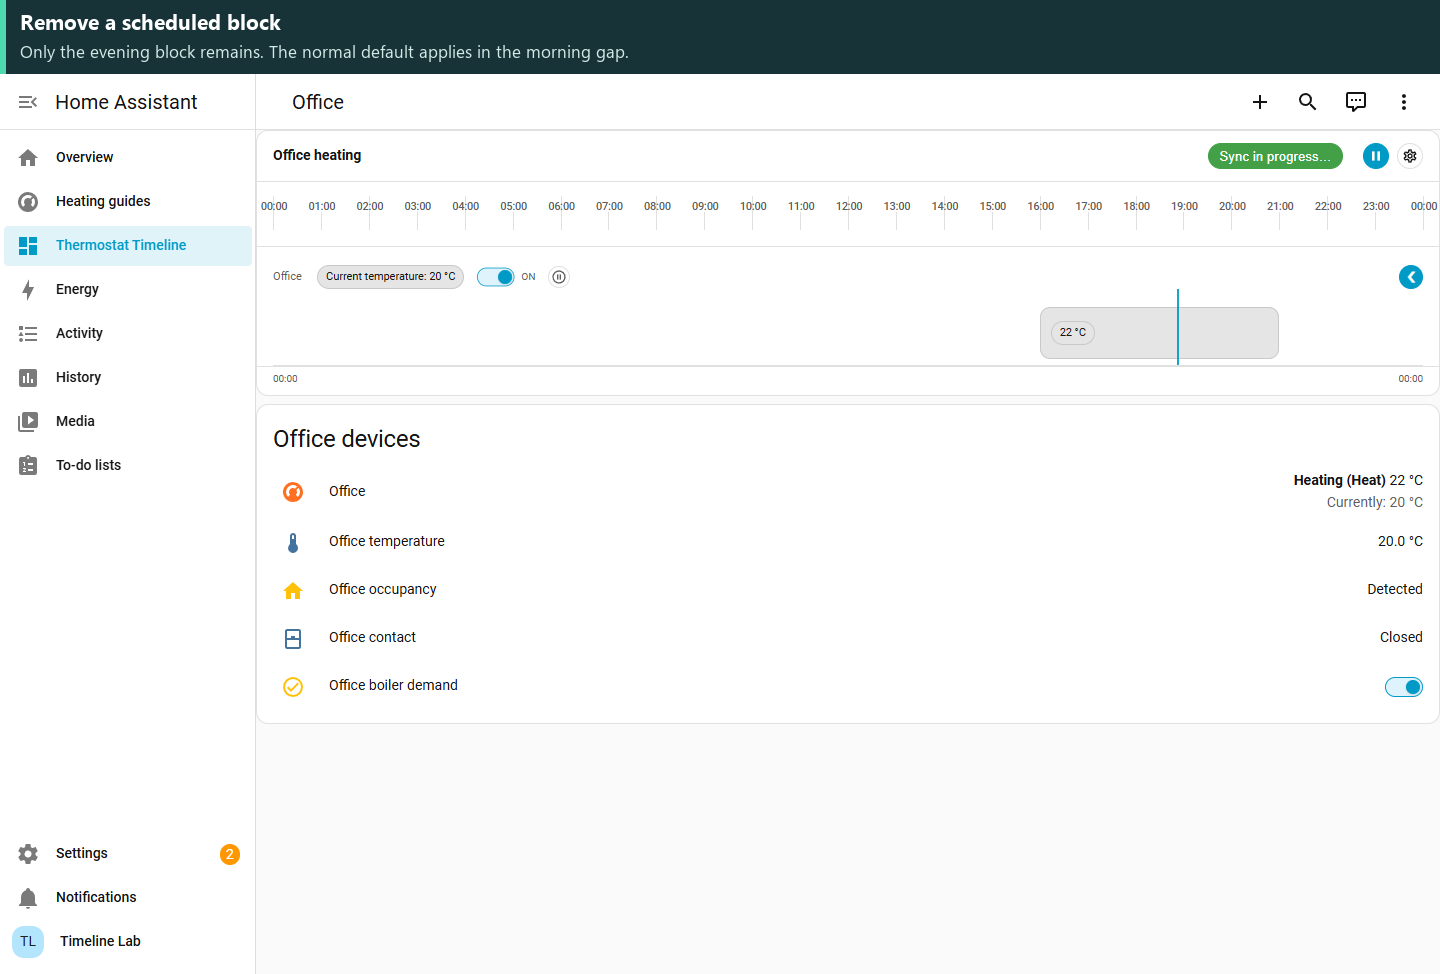 Remove a scheduled block
Only the evening block remains. The normal default applies in the morning gap.
Home Assistant
Office
Overview
Heating guides
Thermostat Timeline
Energy
Activity
History
Media
To-do lists
Settings
2
Notifications
TL
Timeline Lab
Office heating
Sync in progress...
00:00 01:00 02:00 03:00 04:00 05:00 06:00 07:00 08:00 09:00 10:00 11:00 12:00 13:00 14:00 15:00 16:00 17:00 18:00 19:00 20:00 21:00 22:00 23:00 00:00
Office
Current temperature: 20 °C
ON
22 °C
00:00 00:00
Office devices
Office
Heating (Heat) 22 °C
Currently: 20 °C
Office temperature
20.0 °C
Office occupancy
Detected
Office contact
Closed
Office boiler demand